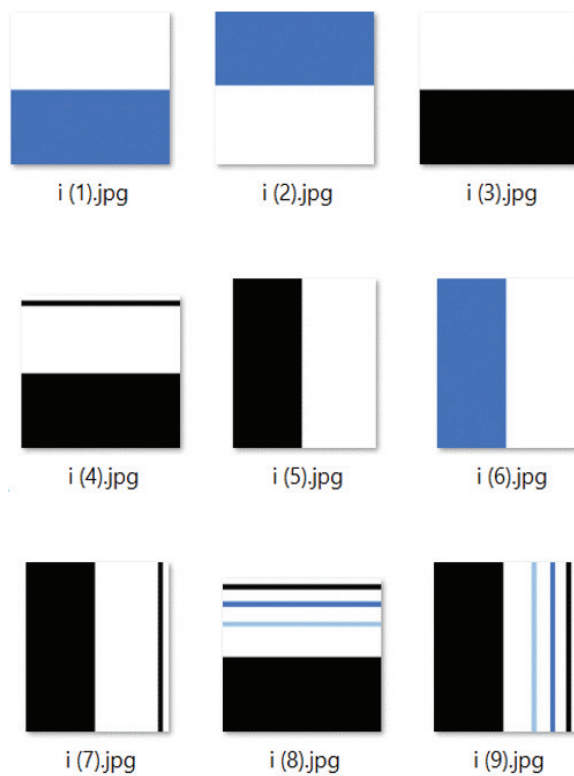 i (1).jpg
i (2).jpg
i (3).jpg
i (4).jpg
i (5).jpg
i (6).jpg
i (7).jpg
i (8).jpg
i (9).jpg